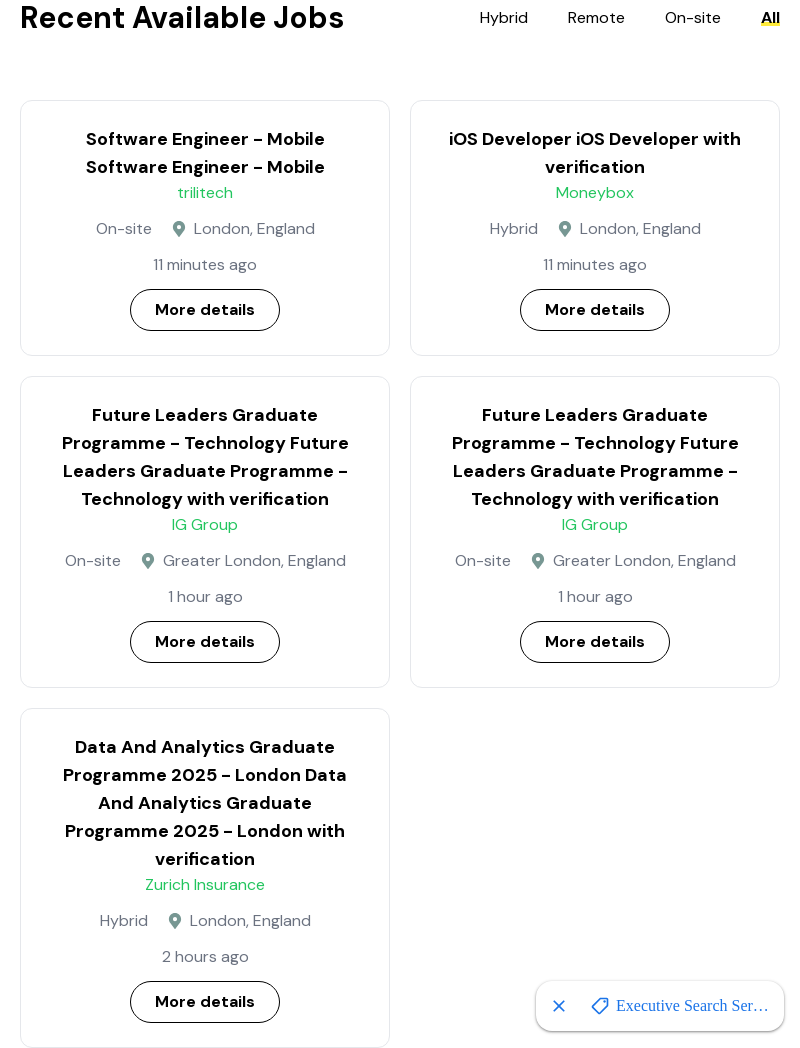 Recent Available Jobs
Hybrid
Remote
On-site
All
Software Engineer - Mobile
Software Engineer - Mobile
trilitech
On-site
London, England
11 minutes ago
More details
iOS Developer iOS Developer with
verification
Moneybox
Hybrid
London, England
11 minutes ago
More details
Future Leaders Graduate
Programme - Technology Future
Leaders Graduate Programme -
Technology with verification
IG Group
On-site
Greater London, England
1 hour ago
More details
Future Leaders Graduate
Programme - Technology Future
Leaders Graduate Programme -
Technology with verification
IG Group
On-site
Greater London, England
1 hour ago
More details
Data And Analytics Graduate
Programme 2025 - London Data
And Analytics Graduate
Programme 2025 - London with
verification
Zurich Insurance
Hybrid
London, England
2 hours ago
More details
Executive Search Ser...